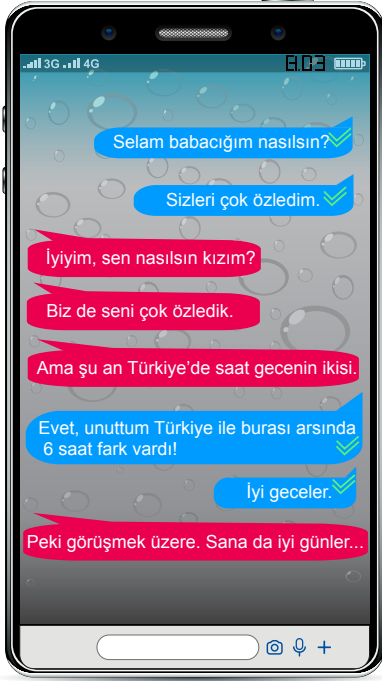 3G 4G 8.03
Selam babacığım nasılsın?
Sizleri çok özledim.
İyiyim, sen nasılsın kızım?
Biz de seni çok özledik.
Ama şu an Türkiye’de saat gecenin ikisi.
Evet, unuttum Türkiye ile burası arsında
6 saat fark vardı!
İyi geceler.
Peki görüşmek üzere. Sana da iyi günler...